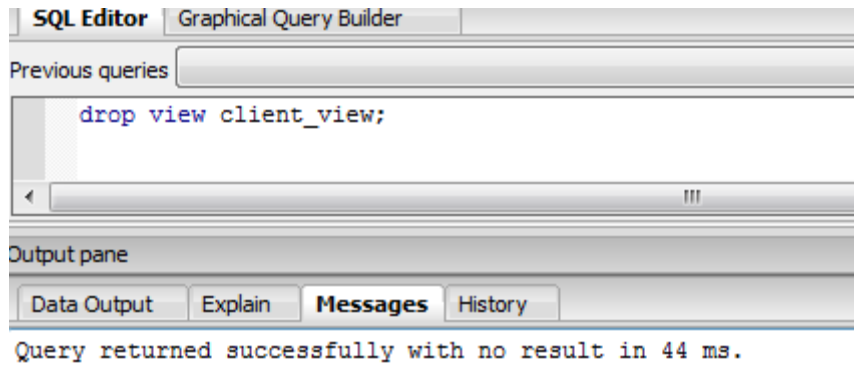 SQL Editor Graphical Query Builder
Previous queries
drop view client_view;
Output pane
Data Output Explain Messages History
Query returned successfully with no result in 44 ms.